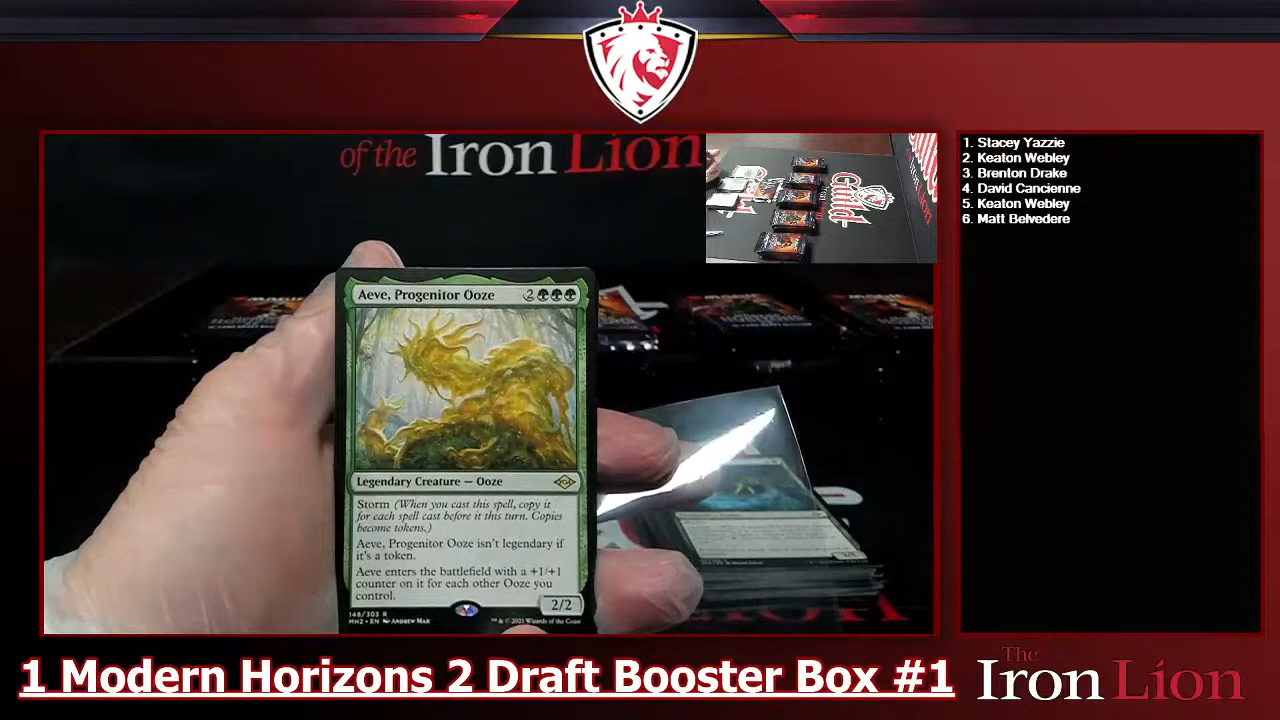 of the Iron Lion
Guild
1. Stacey Yazzie
2. Keaton Webley
3. Brenton Drake
4. David Cancienne
5. Keaton Webley
6. Matt Belvedere
Aeve, Progenitor Ooze 2
Legendary Creature — Ooze
Storm (When you cast this spell, copy it
for each spell cast before it this turn. Copies
become tokens.)
Aeve, Progenitor Ooze isn't legendary if
it's a token.
Aeve enters the battlefield with a +1/+1
counter on it for each other Ooze you
control.
2/2
148/303 R
MH2 • EN Andrew Mar
™ & © 2021 Wizards of the Coast
1 Modern Horizons 2 Draft Booster Box #1
The
Iron Lion